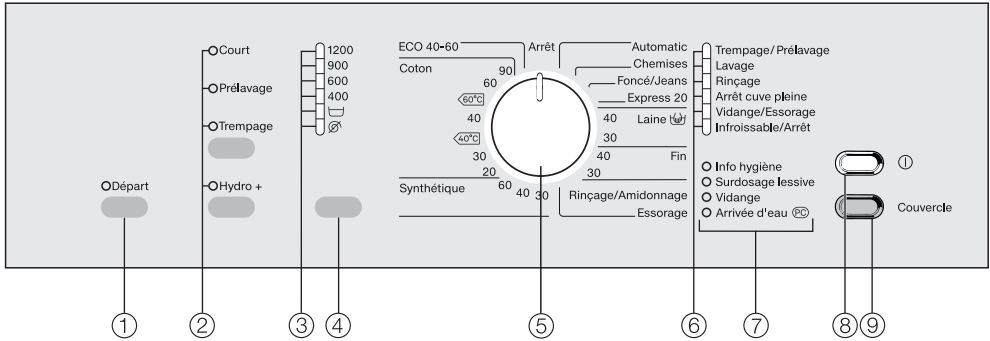 Départ
Court
Prélavage
Trempage
Hydro +
1200
900
600
400
ECO 40-60
Coton
90
60
60°C
40
40°C
30
20
Synthétique
60
40
30
Arrêt
Automatic
Chemises
Foncé/Jeans
Express 20
Laine
40
30
Fin
40
30
Rinçage/Amidonnage
Essorage
Trempage/Prélavage
Lavage
Rinçage
Arrêt cuve pleine
Vidange/Essorage
Infroissable/Arrêt
Info hygiène
Surdosage lessive
Vidange
Arrivée d'eau PC
Couvercle
1 2 3 4 5 6 7 8 9